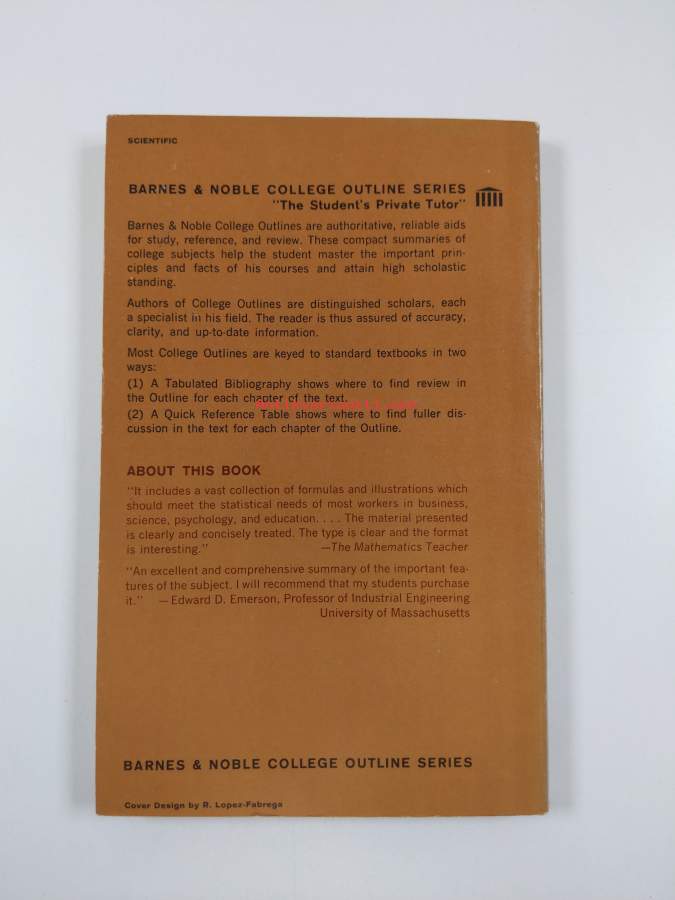 SCIENTIFIC
BARNES & NOBLE COLLEGE OUTLINE SERIES
"The Student's Private Tutor"
Barnes & Noble College Outlines are authoritative, reliable aids
for study, reference, and review. These compact summaries of
college subjects help the student master the important prin-
ciples and facts of his courses and attain high scholastic
standing.
Authors of College Outlines are distinguished scholars, each
a specialist in his field. The reader is thus assured of accuracy,
clarity, and up-to-date information.
Most College Outlines are keyed to standard textbooks in two
ways:
(1) A Tabulated Bibliography shows where to find review in
the Outline for each chapter of the text.
(2) A Quick Reference Table shows where to find fuller dis-
cussion in the text for each chapter of the Outline.
ABOUT THIS BOOK
"It includes a vast collection of formulas and illustrations which
should meet the statistical needs of most workers in business,
science, psychology, and education. . . . The material presented
is clearly and concisely treated. The type is clear and the format
is interesting." —The Mathematics Teacher
"An excellent and comprehensive summary of the important fea-
tures of the subject. I will recommend that my students purchase
it." —Edward D. Emerson, Professor of Industrial Engineering
University of Massachusetts
BARNES & NOBLE COLLEGE OUTLINE SERIES
Cover Design by R. Lopez-Fabrega